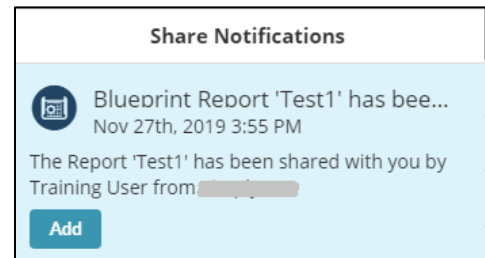 Share Notifications
Blueprint Report 'Test1' has bee...
Nov 27th, 2019 3:55 PM
The Report 'Test1' has been shared with you by
Training User from
Add